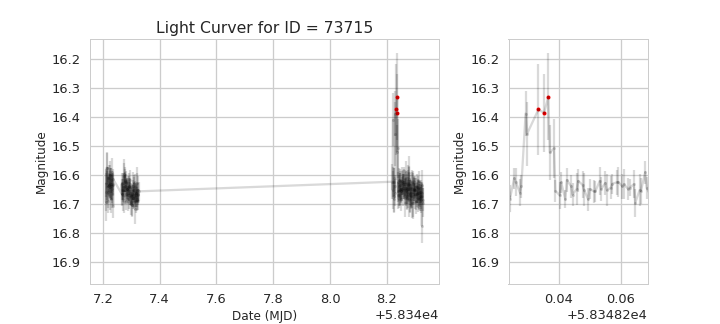 Light Curver for ID = 73715
Magnitude
16.2
16.3
16.4
16.5
16.6
16.7
16.8
16.9
7.2 7.4 7.6 7.8 8.0 8.2
Date (MJD) +5.834e4
Magnitude
16.2
16.3
16.4
16.5
16.6
16.7
16.8
16.9
0.04 0.06
+5.83482e4